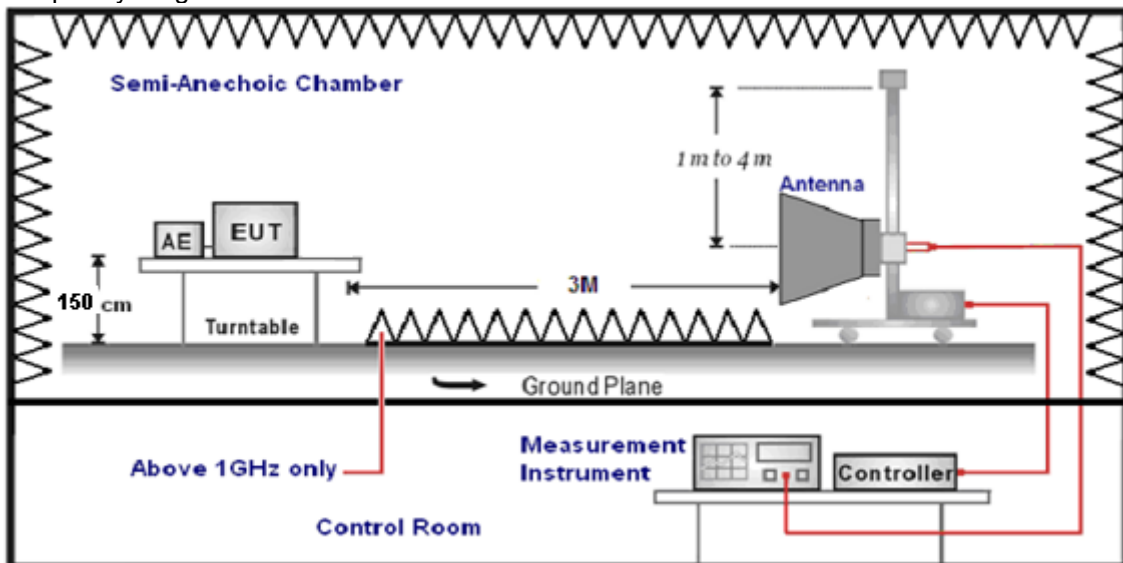 Semi-Anechoic Chamber
1 m to 4 m
Antenna
AE
EUT
150 cm
3M
Turntable
Ground Plane
Above 1GHz only
Measurement
Instrument
Controller
Control Room